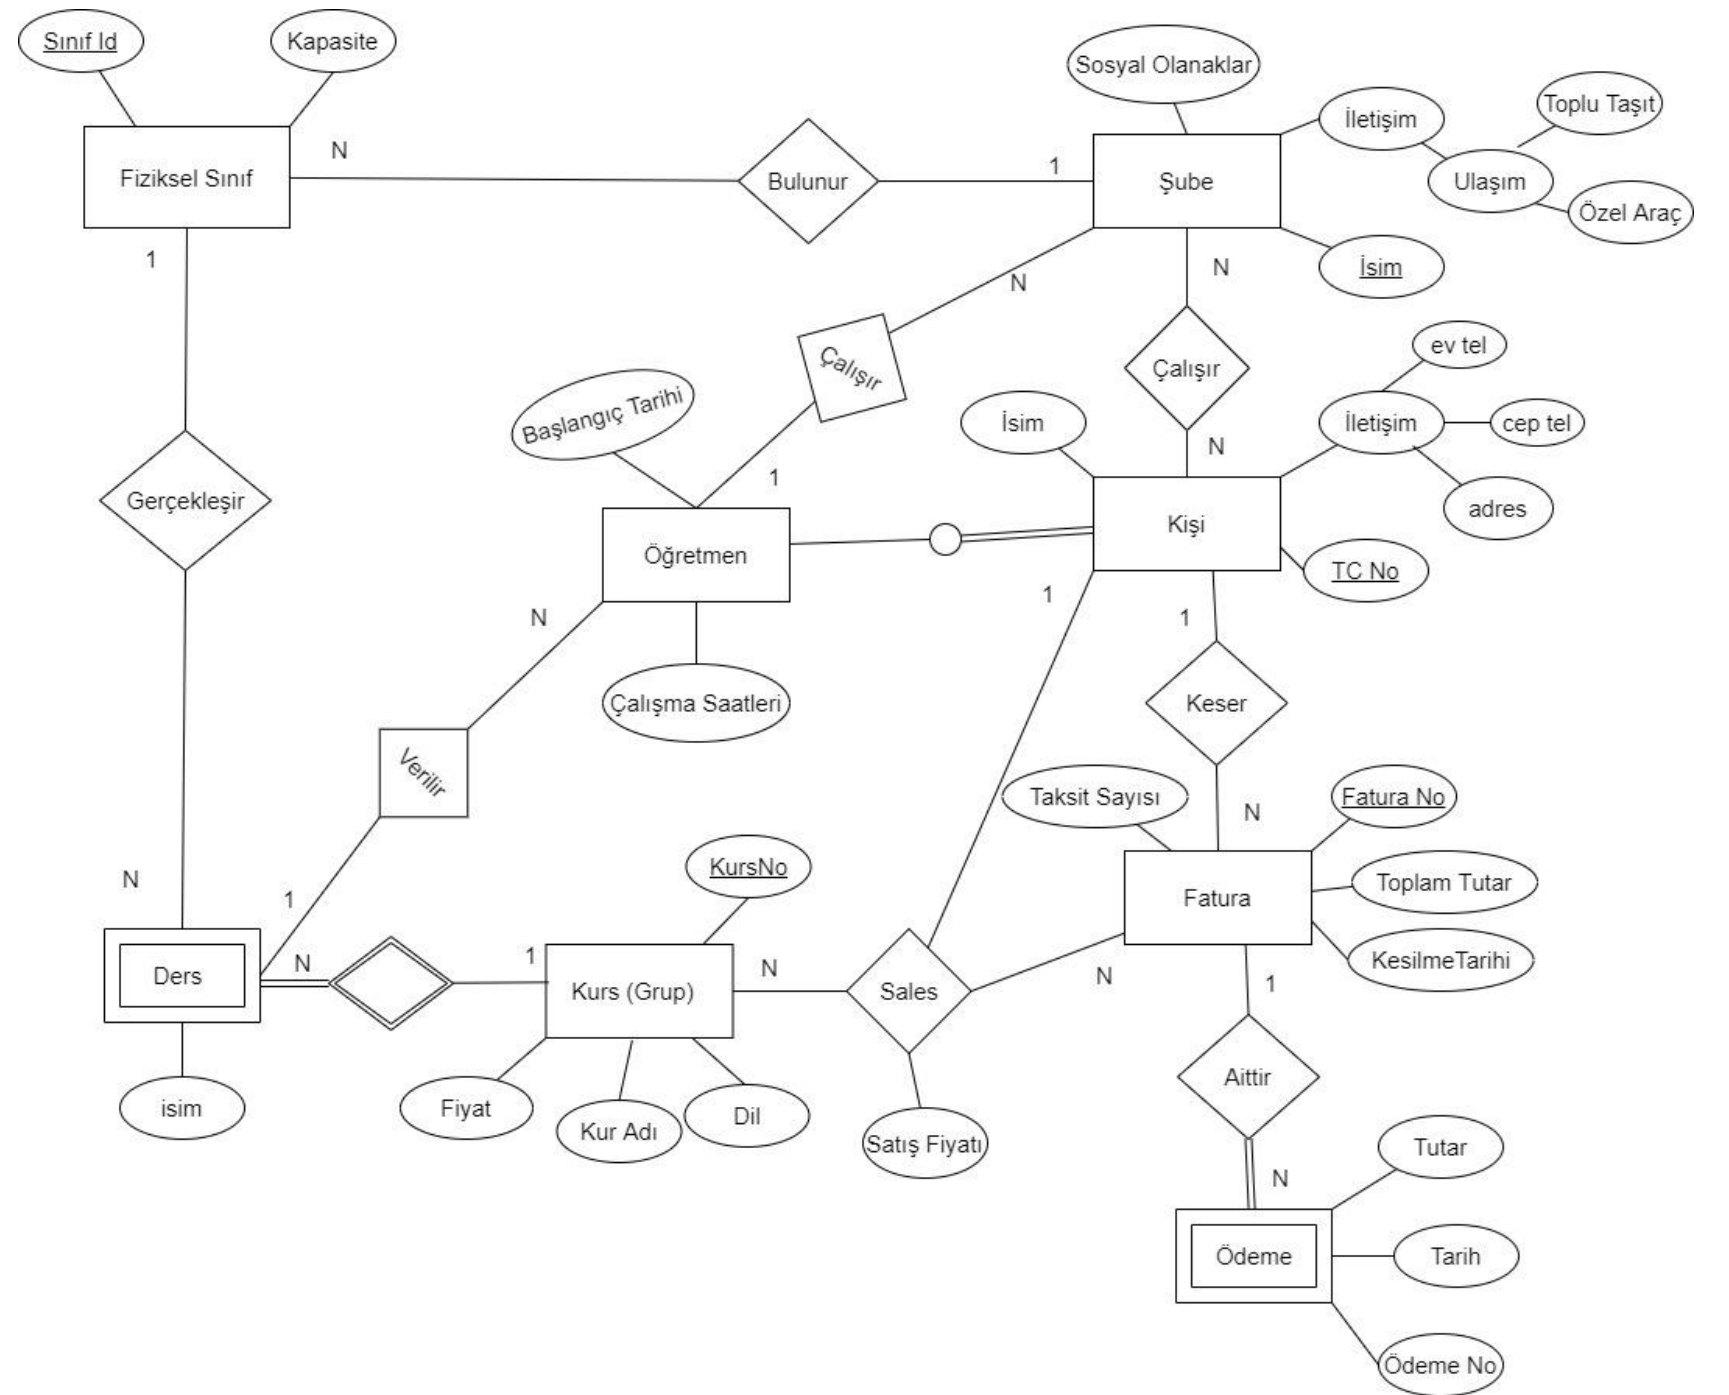 Sınıf Id
Kapasite
Sosyal Olanaklar
İletişim
Toplu Taşıt
Fiziksel Sınıf
N
Bulunur
1
Şube
Ulaşım
Özel Araç
1
N
N
İsim
Çalışır
Çalışır
ev tel
Başlangıç Tarihi
İsim
İletişim
cep tel
N
1
Gerçekleşir
adres
Öğretmen
Kişi
TC No
N
1
1
Çalışma Saatleri
Keser
Verilir
Taksit Sayısı
Fatura No
N
KursNo
N
1
Toplam Tutar
Fatura
Ders
N
1
Kurs (Grup)
N
Sales
N
KesilmeTarihi
1
isim
Fiyat
Kur Adı
Dil
Satış Fiyatı
Aittir
N
Tutar
Ödeme
Tarih
Ödeme No